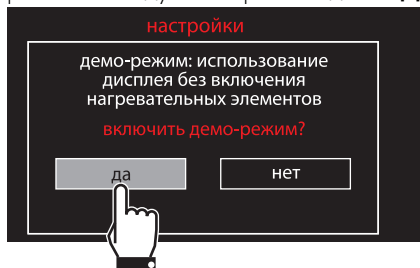 настройки
демо-режим: использование
дисплея без включения
нагревательных элементов
включить демо-режим?
да
нет